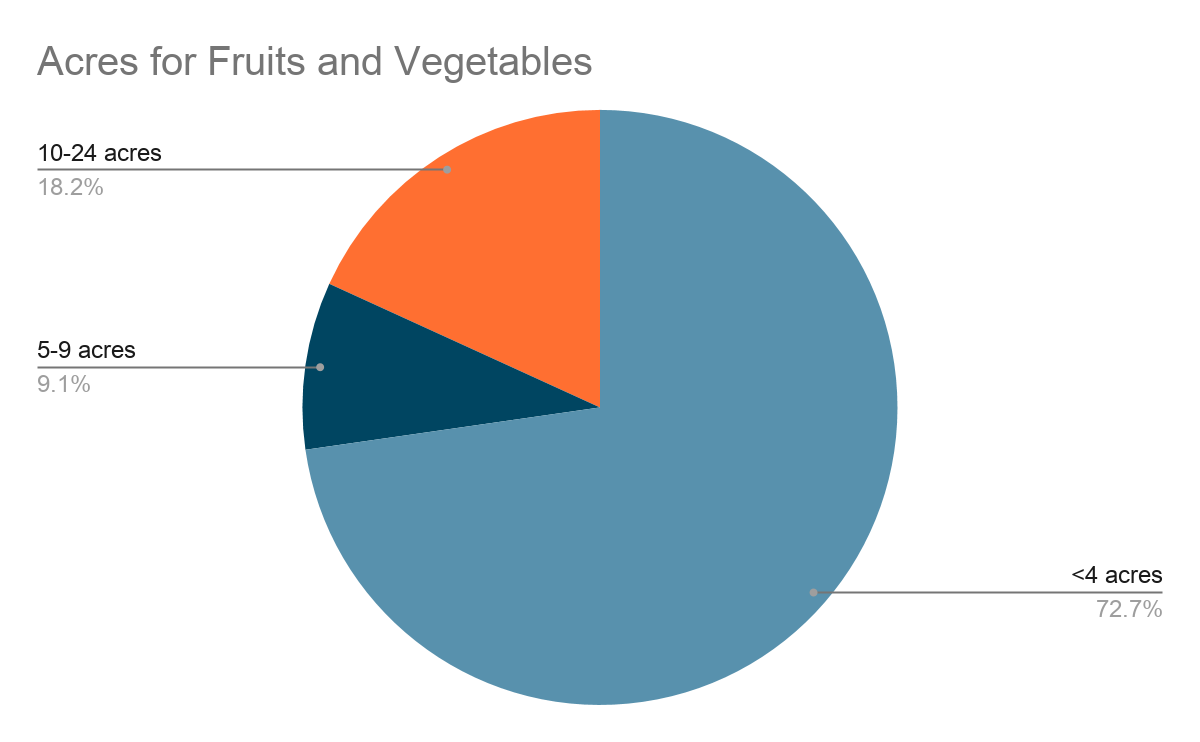 Acres for Fruits and Vegetables
10-24 acres
18.2%
5-9 acres
9.1%
<4 acres
72.7%